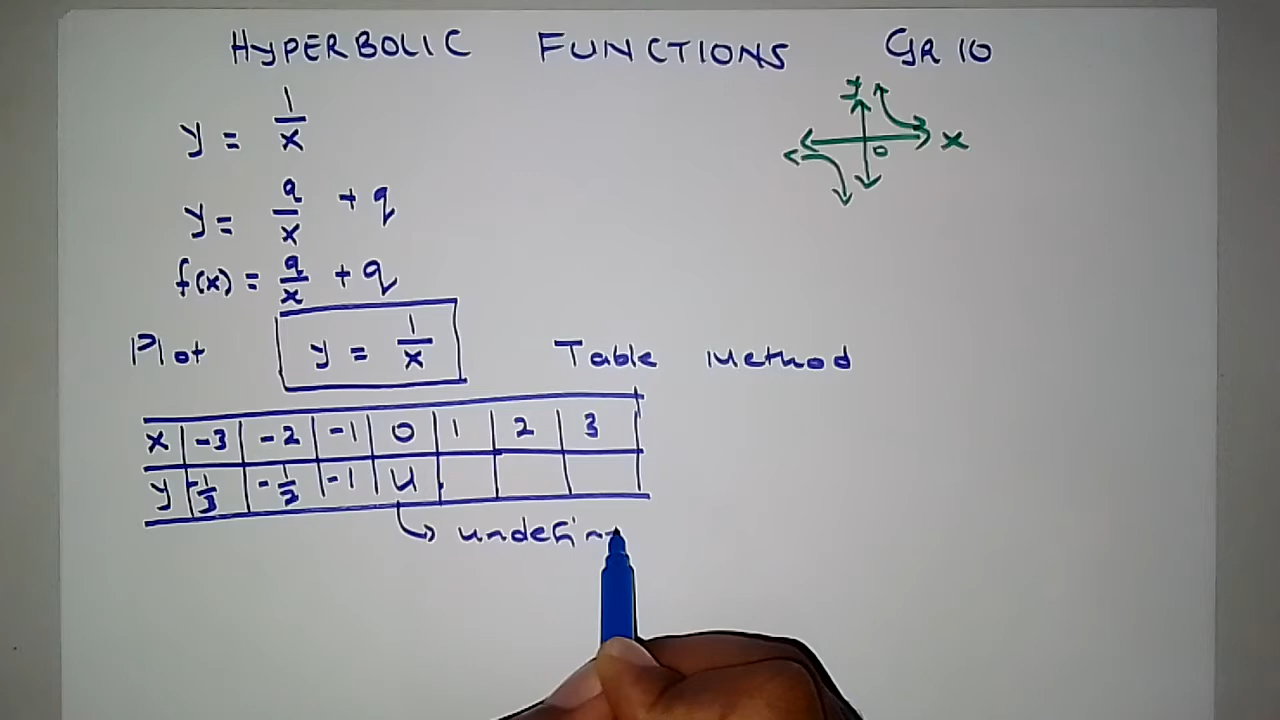 HYPERBOLIC FUNCTIONS GR 10
y = 1/x
y = a/x + q
f(x) = a/x + q
Plot y = 1/x Table Method
x -3 -2 -1 0 1 2 3
y -1/3 -1/2 -1 u
undefin
y
x
0